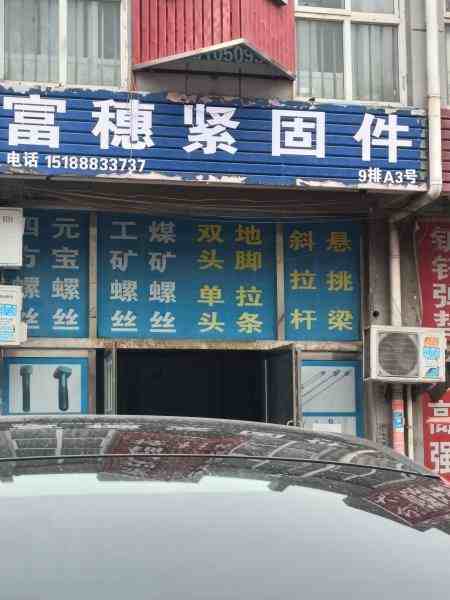 富穗紧固件
电话 15188833737
9排A3号
四方螺丝
元宝螺丝
工矿螺丝
煤矿螺丝
双头 单头
地脚 拉条
斜拉杆
悬挑梁
高强